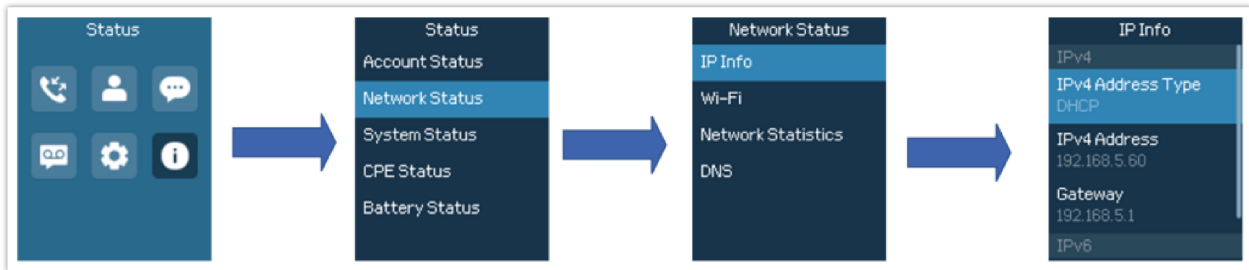 Status
Status
Account Status
Network Status
System Status
CPE Status
Battery Status
Network Status
IP Info
Wi-Fi
Network Statistics
DNS
IP Info
IPv4
IPv4 Address Type
DHCP
IPv4 Address
192.168.5.60
Gateway
192.168.5.1
IPv6